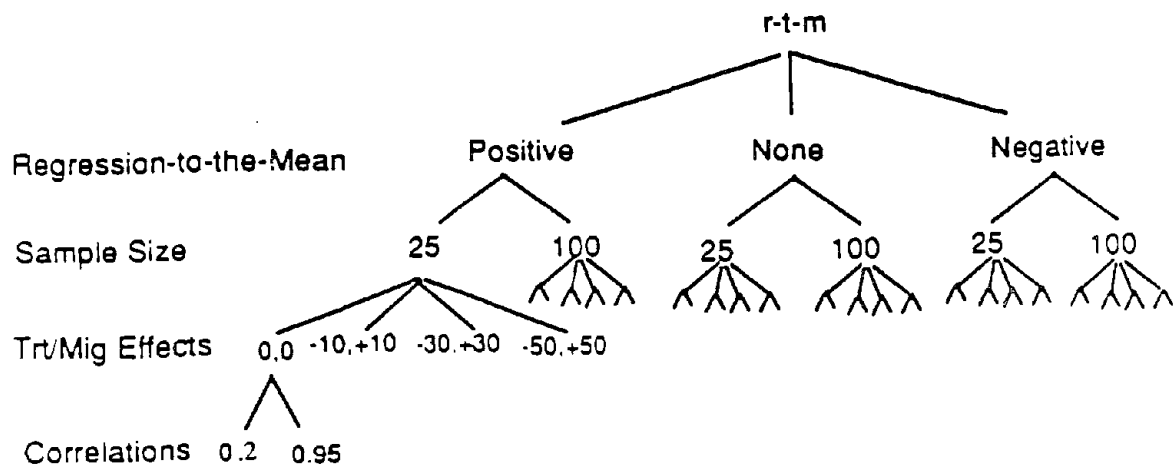 r-t-m
Regression-to-the-Mean Positive None Negative
Sample Size 25 100 25 100 25 100
Trt/Mig Effects 0,0 -10,+10 -30,+30 -50,+50
Correlations 0.2 0.95